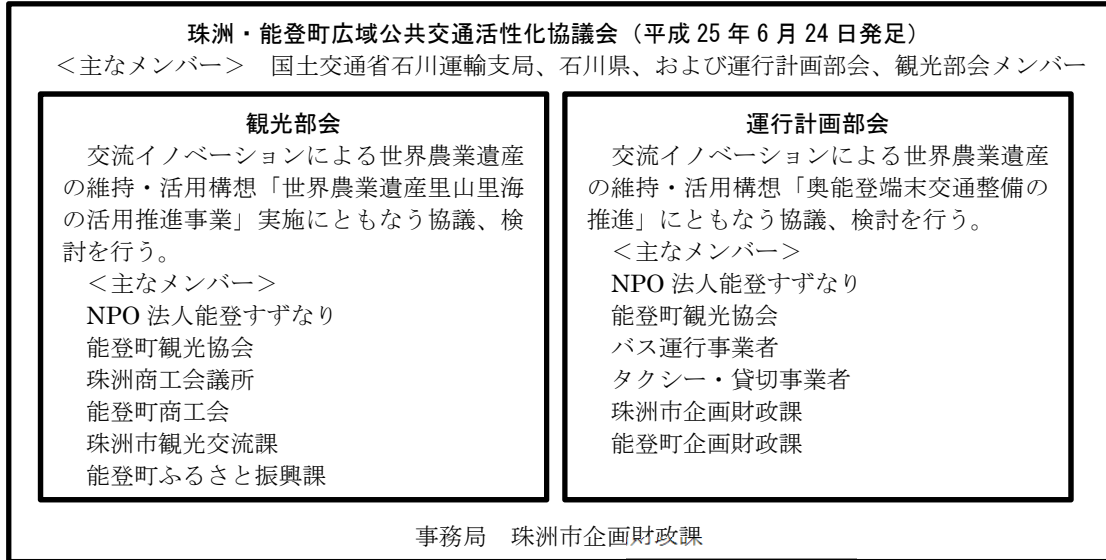 珠洲・能登町広域公共交通活性化協議会（平成 25 年 6 月 24 日発足）
＜主なメンバー＞　国土交通省石川運輸支局、石川県、および運行計画部会、観光部会メンバー
観光部会
交流イノベーションによる世界農業遺産
の維持・活用構想「世界農業遺産里山里海
の活用推進事業」実施にともなう協議、検
討を行う。
＜主なメンバー＞
NPO 法人能登すずなり
能登町観光協会
珠洲商工会議所
能登町商工会
珠洲市観光交流課
能登町ふるさと振興課
運行計画部会
交流イノベーションによる世界農業遺産
の維持・活用構想「奥能登端末交通整備の
推進」にともなう協議、検討を行う。
＜主なメンバー＞
NPO 法人能登すずなり
能登町観光協会
バス運行事業者
タクシー・貸切事業者
珠洲市企画財政課
能登町企画財政課
事務局　珠洲市企画財政課